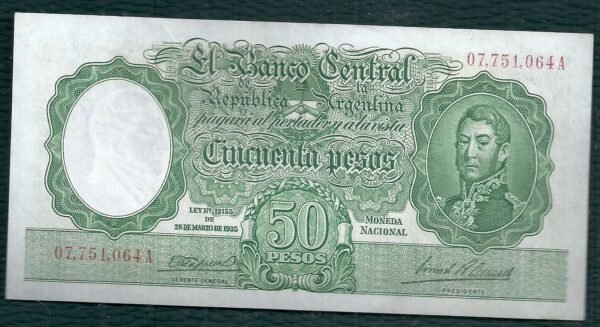 07,751,064A
El Banco Central
de la
República Argentina
pagará al portador y a la vista
Cincuenta pesos
LEY Nº. 12155
DE
28 DE MARZO DE 1935
50
PESOS
MONEDA
NACIONAL
07,751,064A
GERENTE GENERAL
PRESIDENTE